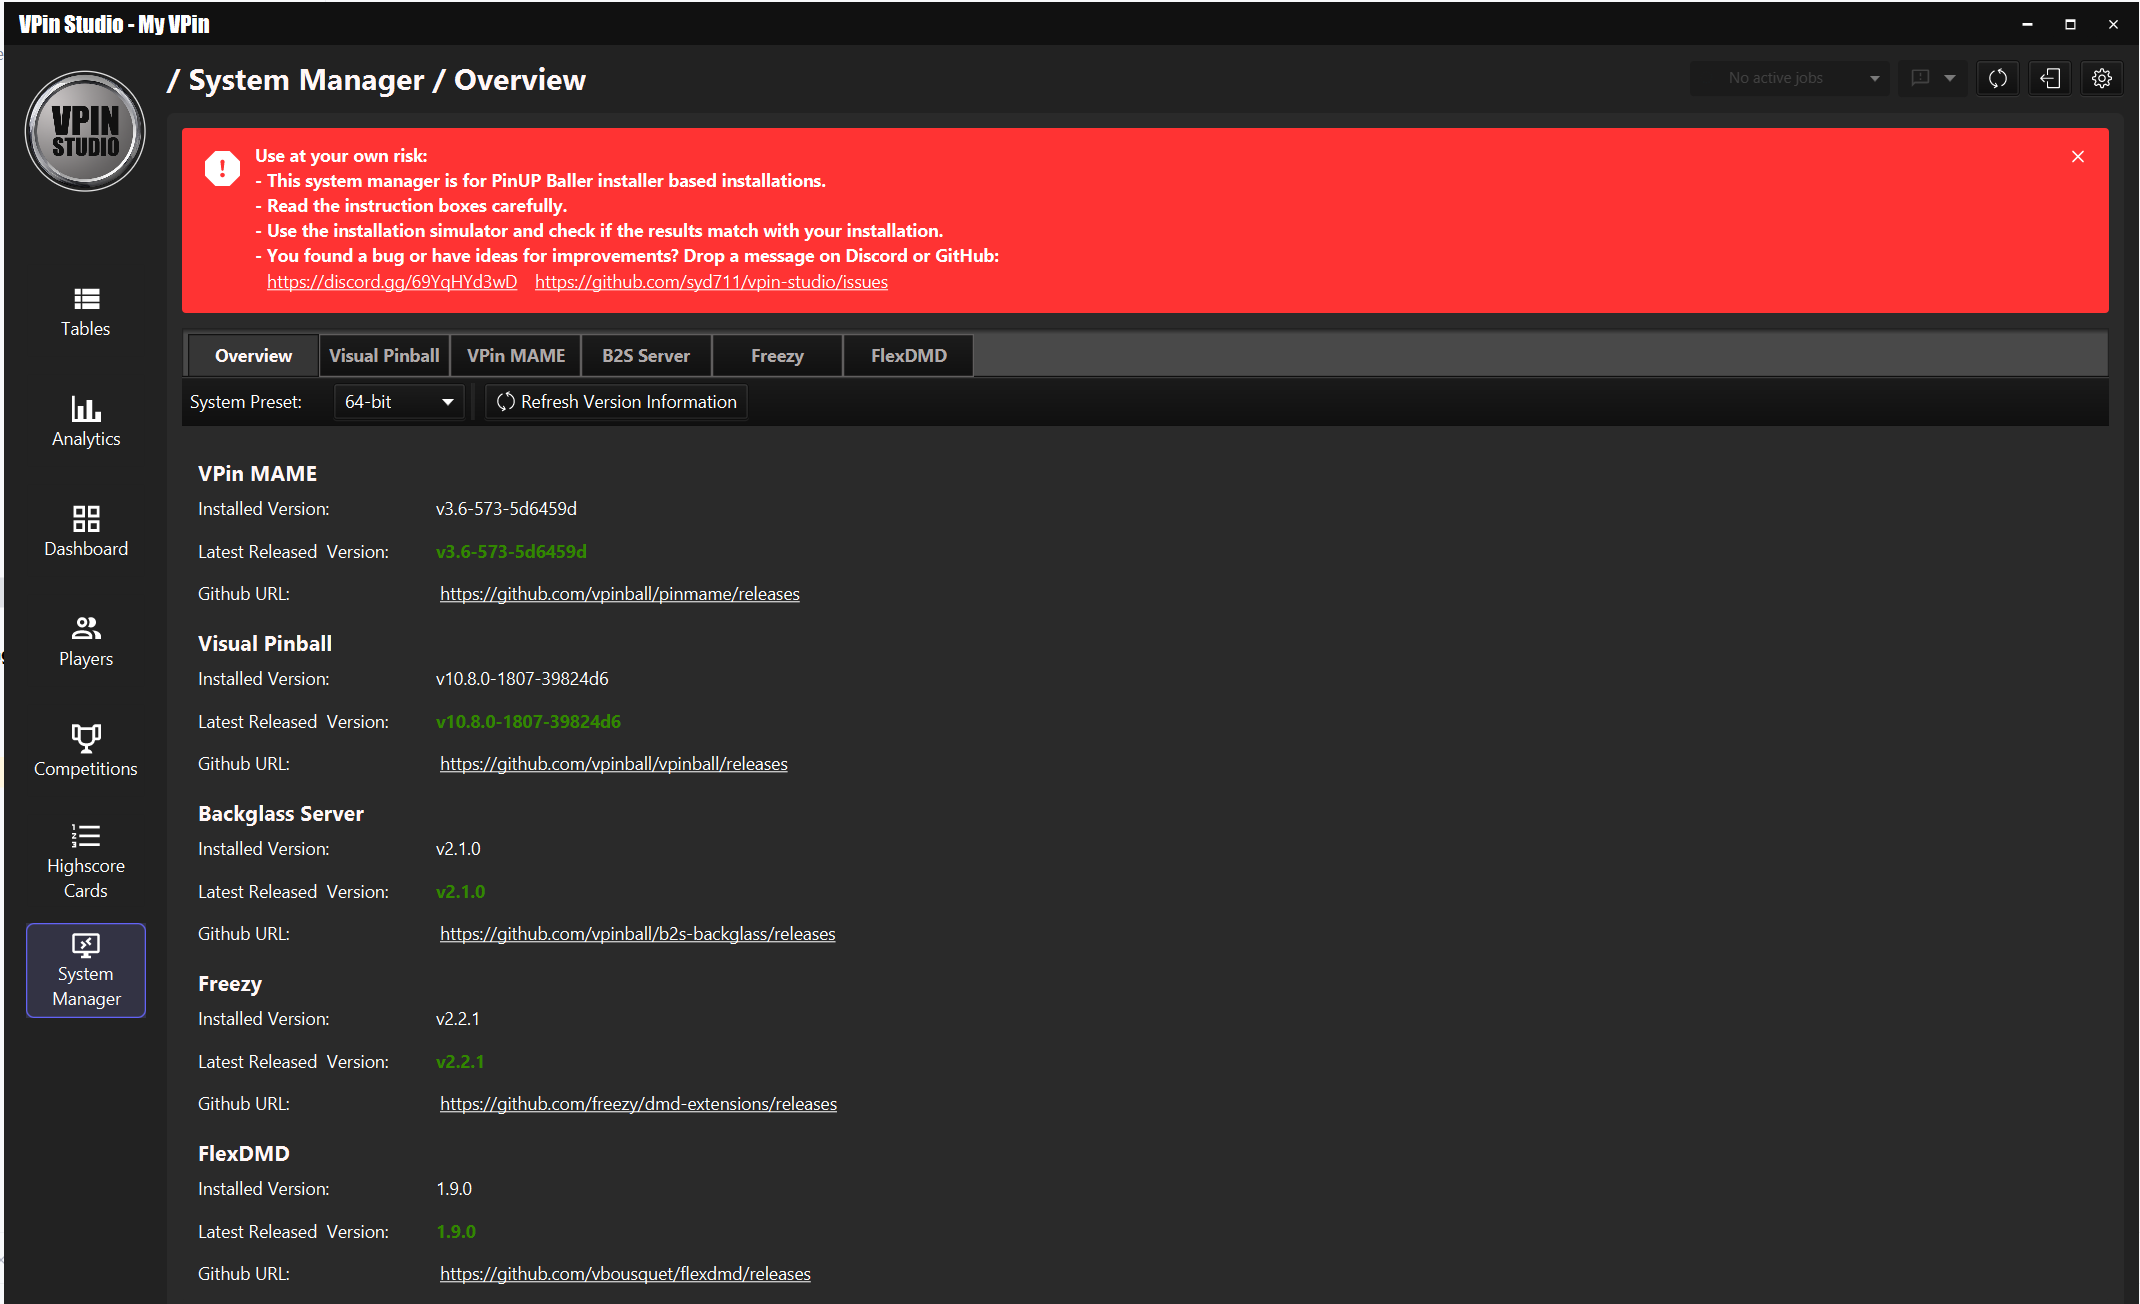 VPin Studio - My VPin
VPIN
STUDIO
/ System Manager / Overview
No active jobs
Use at your own risk:
- This system manager is for PinUP Baller installer based installations.
- Read the instruction boxes carefully.
- Use the installation simulator and check if the results match with your installation.
- You found a bug or have ideas for improvements? Drop a message on Discord or GitHub:
https://discord.gg/69YqHYd3wD https://github.com/syd711/vpin-studio/issues
Tables
Analytics
Dashboard
Players
Competitions
Highscore
Cards
System
Manager
Overview Visual Pinball VPin MAME B2S Server Freezy FlexDMD
System Preset: 64-bit Refresh Version Information
VPin MAME
Installed Version: v3.6-573-5d6459d
Latest Released Version: v3.6-573-5d6459d
Github URL: https://github.com/vpinball/pinmame/releases
Visual Pinball
Installed Version: v10.8.0-1807-39824d6
Latest Released Version: v10.8.0-1807-39824d6
Github URL: https://github.com/vpinball/vpinball/releases
Backglass Server
Installed Version: v2.1.0
Latest Released Version: v2.1.0
Github URL: https://github.com/vpinball/b2s-backglass/releases
Freezy
Installed Version: v2.2.1
Latest Released Version: v2.2.1
Github URL: https://github.com/freezy/dmd-extensions/releases
FlexDMD
Installed Version: 1.9.0
Latest Released Version: 1.9.0
Github URL: https://github.com/vbousquet/flexdmd/releases